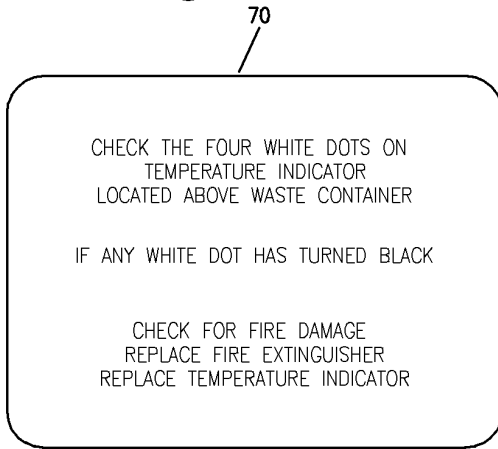 70
CHECK THE FOUR WHITE DOTS ON
TEMPERATURE INDICATOR
LOCATED ABOVE WASTE CONTAINER
IF ANY WHITE DOT HAS TURNED BLACK
CHECK FOR FIRE DAMAGE
REPLACE FIRE EXTINGUISHER
REPLACE TEMPERATURE INDICATOR